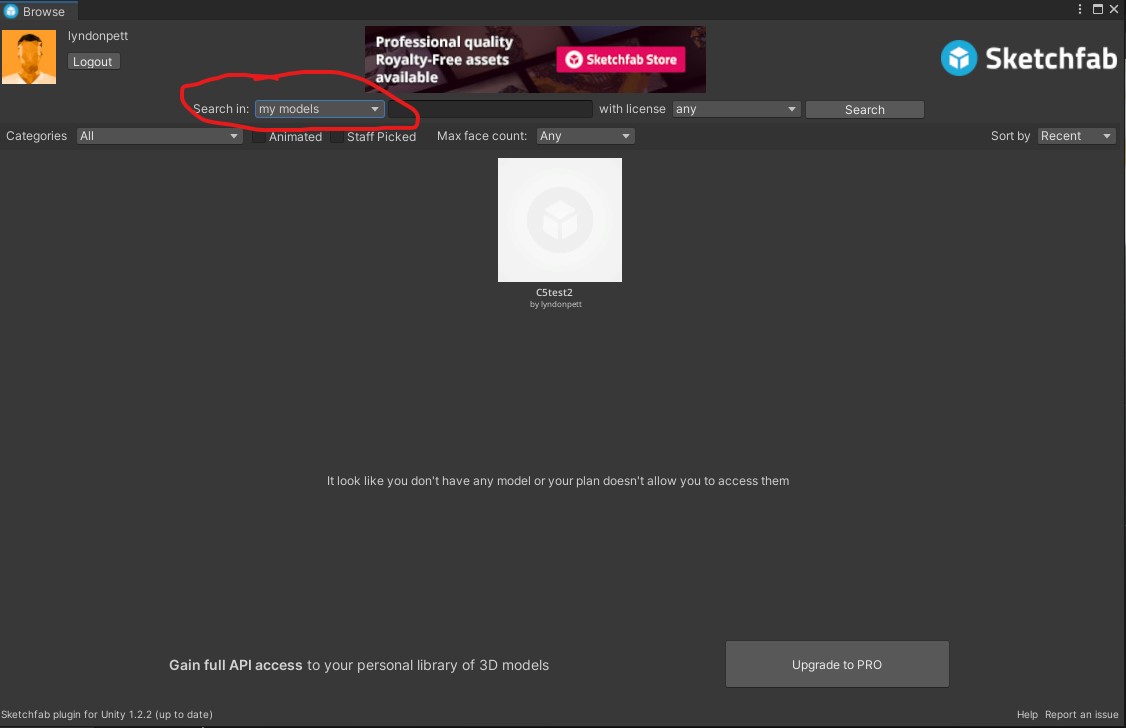 Browse
lyndonpett
Logout
Professional quality
Royalty-Free assets
available
Sketchfab Store
Sketchfab
Search in: my models with license any Search
Categories All Animated Staff Picked Max face count: Any Sort by Recent
C5test2
by lyndonpett
It look like you don't have any model or your plan doesn't allow you to access them
Gain full API access to your personal library of 3D models
Upgrade to PRO
Sketchfab plugin for Unity 1.2.2 (up to date) Help Report an issue